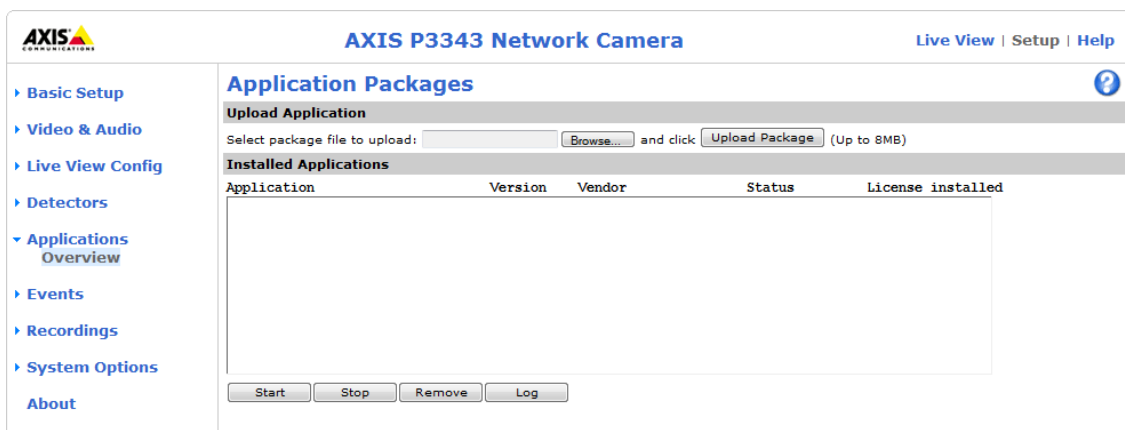 AXIS
COMMUNICATIONS
AXIS P3343 Network Camera
Live View | Setup | Help
Basic Setup
Video & Audio
Live View Config
Detectors
Applications
Overview
Events
Recordings
System Options
About
Application Packages
?
Upload Application
Select package file to upload: Browse... and click Upload Package (Up to 8MB)
Installed Applications
Application Version Vendor Status License installed
Start Stop Remove Log